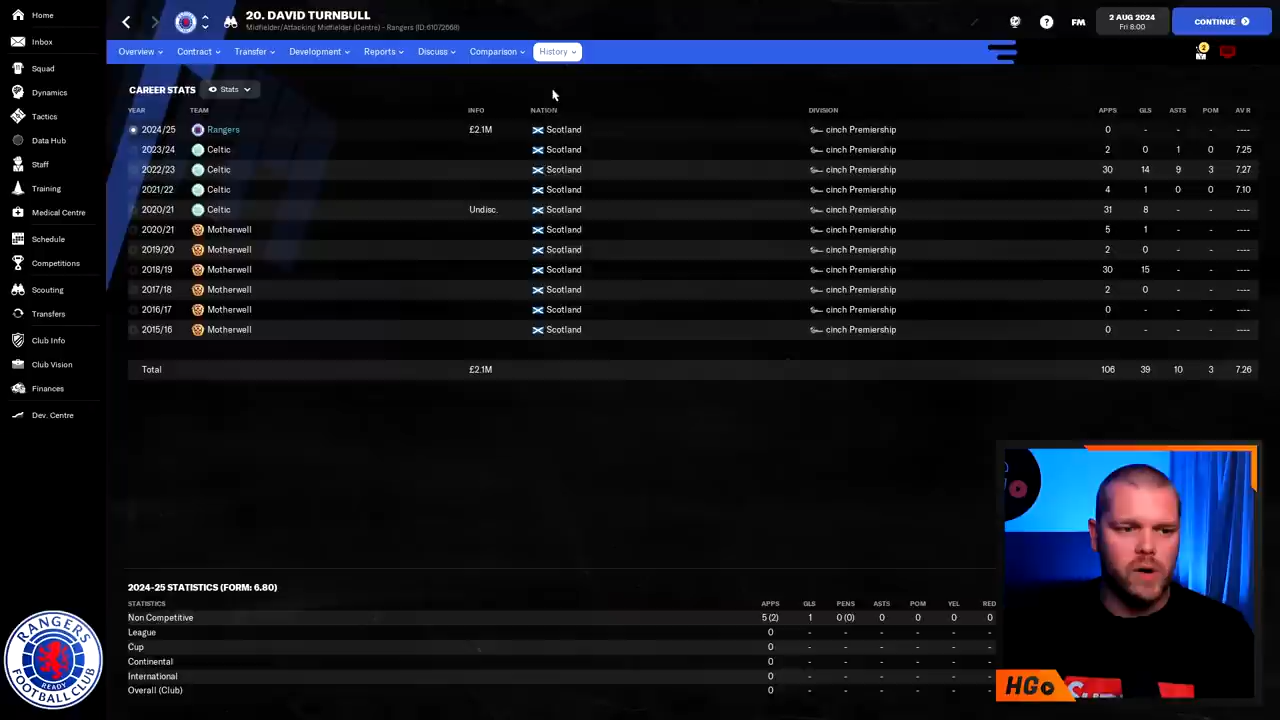 Home
Inbox
Squad
Dynamics
Tactics
Data Hub
Staff
Training
Medical Centre
Schedule
Competitions
Scouting
Transfers
Club Info
Club Vision
Finances
Dev. Centre
20. DAVID TURNBULL
Midfielder/Attacking Midfielder (Centre) - Rangers (ID:61072668)
FM
2 AUG 2024
Fri 8:00
CONTINUE
Overview Contract Transfer Development Reports Discuss Comparison History
2
CAREER STATS Stats
YEAR TEAM INFO NATION DIVISION APPS GLS ASTS POM AV R
2024/25 Rangers £2.1M Scotland cinch Premiership 0 - - - ----
2023/24 Celtic Scotland cinch Premiership 2 0 1 0 7.25
2022/23 Celtic Scotland cinch Premiership 30 14 9 3 7.27
2021/22 Celtic Scotland cinch Premiership 4 1 0 0 7.10
2020/21 Celtic Undisc. Scotland cinch Premiership 31 8 - - ----
2020/21 Motherwell Scotland cinch Premiership 5 1 - - ----
2019/20 Motherwell Scotland cinch Premiership 2 0 - - ----
2018/19 Motherwell Scotland cinch Premiership 30 15 - - ----
2017/18 Motherwell Scotland cinch Premiership 2 0 - - ----
2016/17 Motherwell Scotland cinch Premiership 0 - - - ----
2015/16 Motherwell Scotland cinch Premiership 0 - - - ----
Total £2.1M 106 39 10 3 7.26
2024-25 STATISTICS (FORM: 6.80)
STATISTICS APPS GLS PENS ASTS POM YEL RED
Non Competitive 5 (2) 1 0 (0) 0 0 0 0
League 0 - - - - - -
Cup 0 - - - - - -
Continental 0 - - - - - -
International 0 - - - - - -
Overall (Club) 0 - - - - - -
RANGERS
READY
FOOTBALL CLUB
HGo